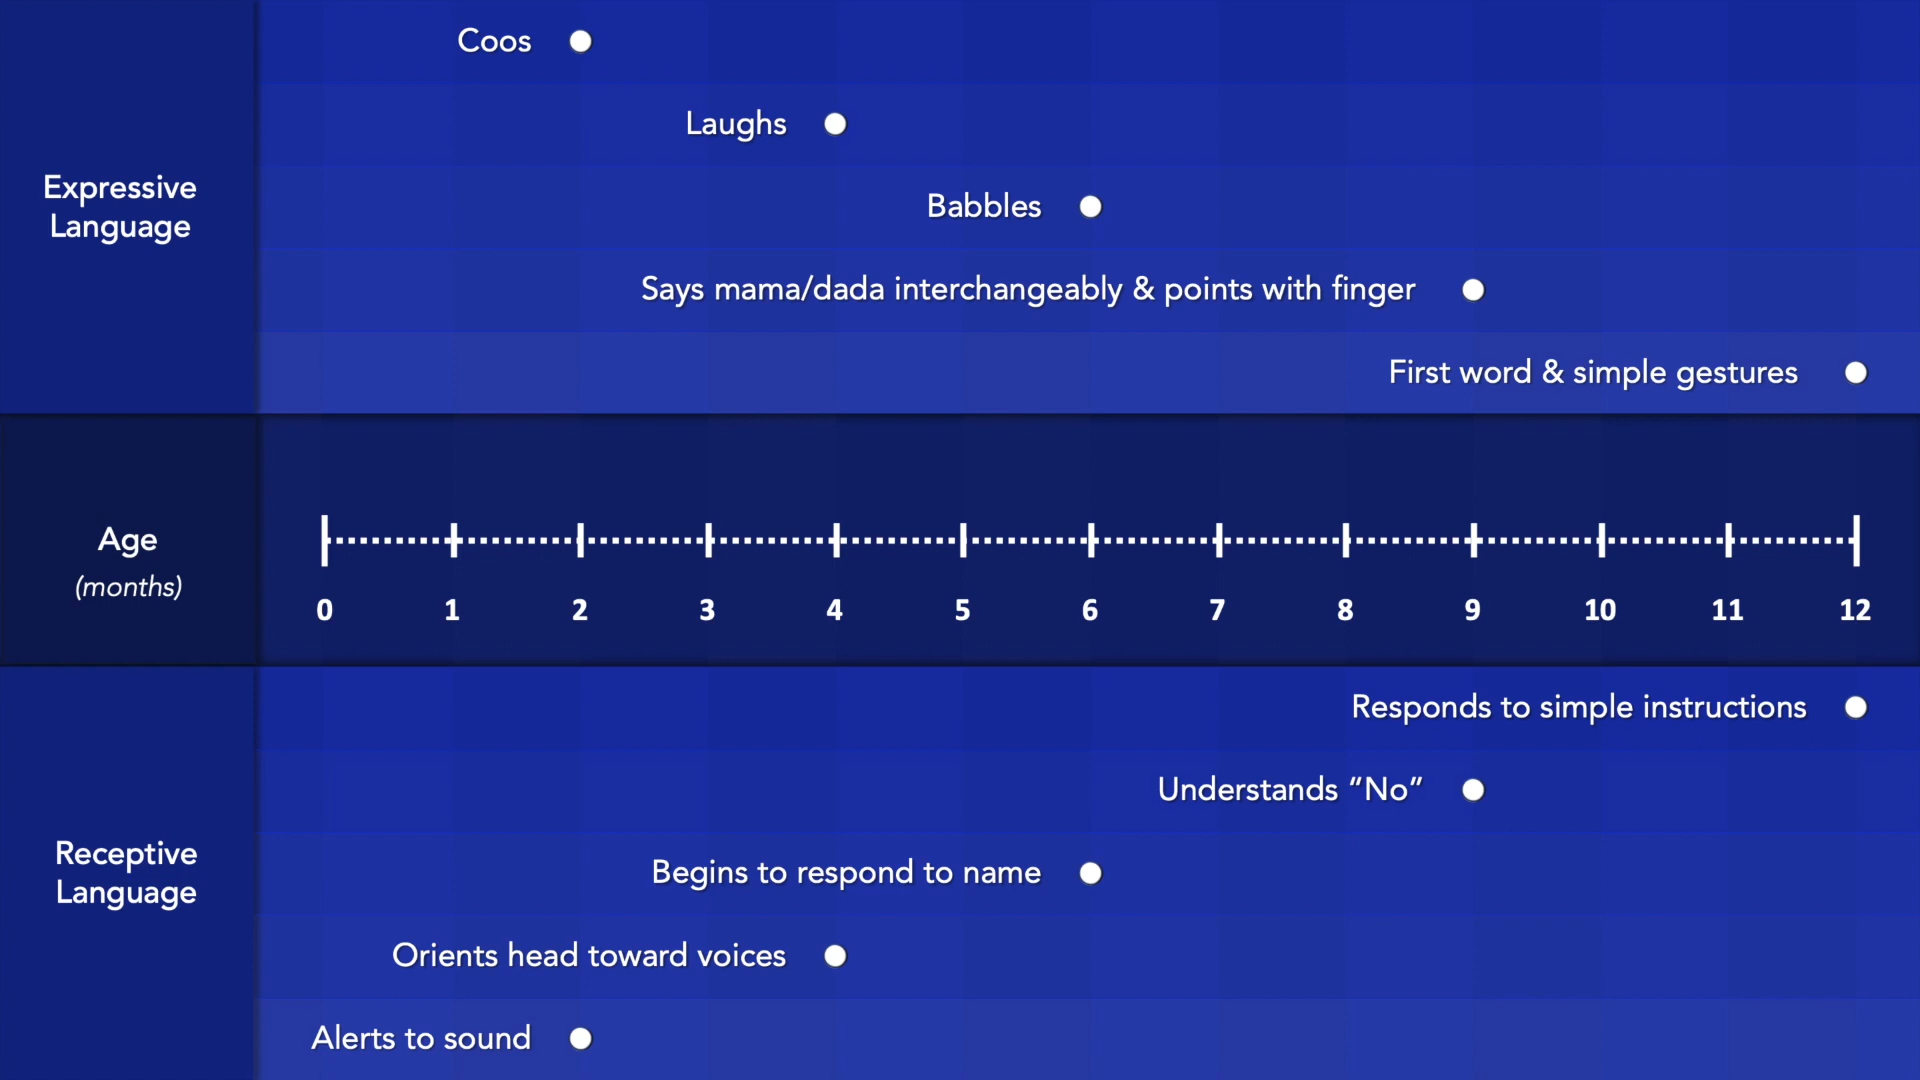 Coos
Laughs
Expressive
Language
Babbles
Says mama/dada interchangeably & points with finger
First word & simple gestures
Age
(months)
0 1 2 3 4 5 6 7 8 9 10 11 12
Responds to simple instructions
Understands “No”
Receptive
Language
Begins to respond to name
Orients head toward voices
Alerts to sound